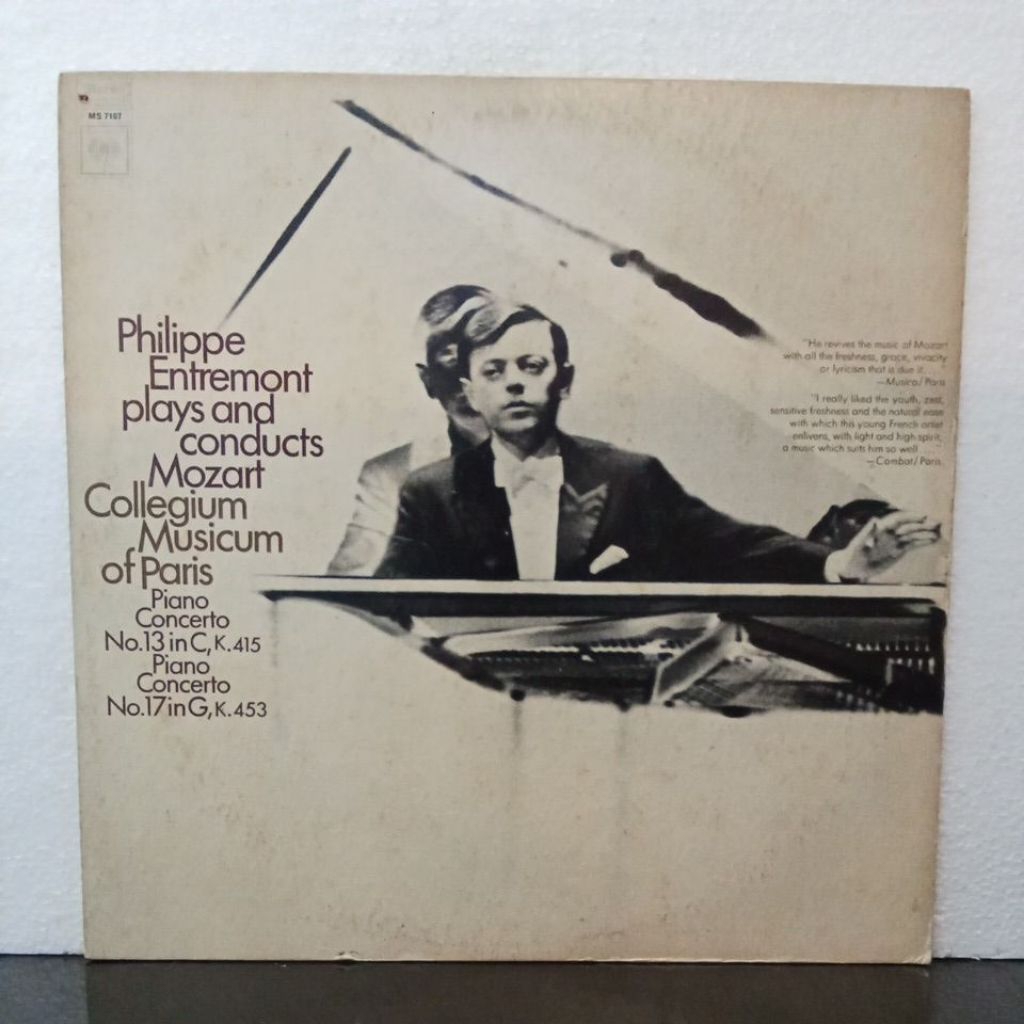 MS 7107
Philippe
Entremont
plays and
conducts
Mozart
Collegium
Musicum
of Paris
Piano
Concerto
No.13 in C, K.415
Piano
Concerto
No.17 in G, K.453
"He revives the music of Mozart
with all the freshness, grace, vivacity
or lyricism that is due it...
—Musica/Paris
"I really liked the youth, zest,
sensitive freshness and the natural ease
with which this young French artist
enlivens, with light and high spirit,
a music which suits him so well...
—Combat/Paris